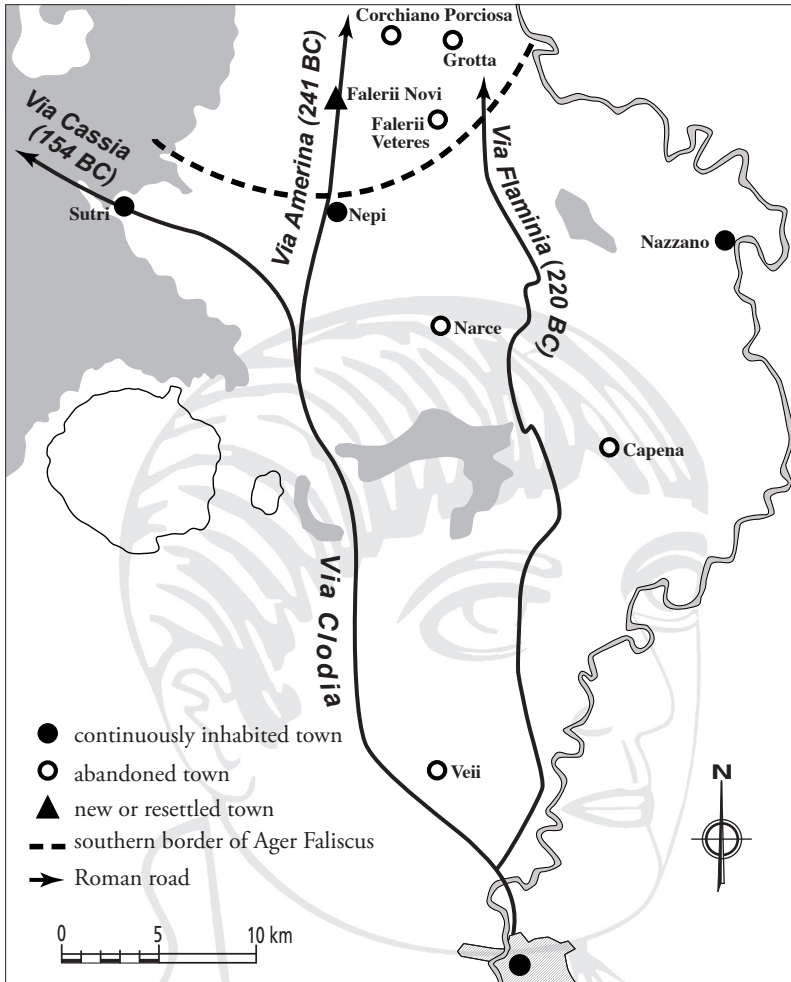 Corchiano Porciosa
Grotta
Via Amerina (241 BC)
Falerii Novi
Falerii
Veteres
Via Cassia
(154 BC)
Via Flaminia (220 BC)
Sutri
Nepi
Nazzano
Narce
Capena
Via Clodia
Veii
continuously inhabited town
abandoned town
new or resettled town
southern border of Ager Faliscus
Roman road
N
0 5 10 km